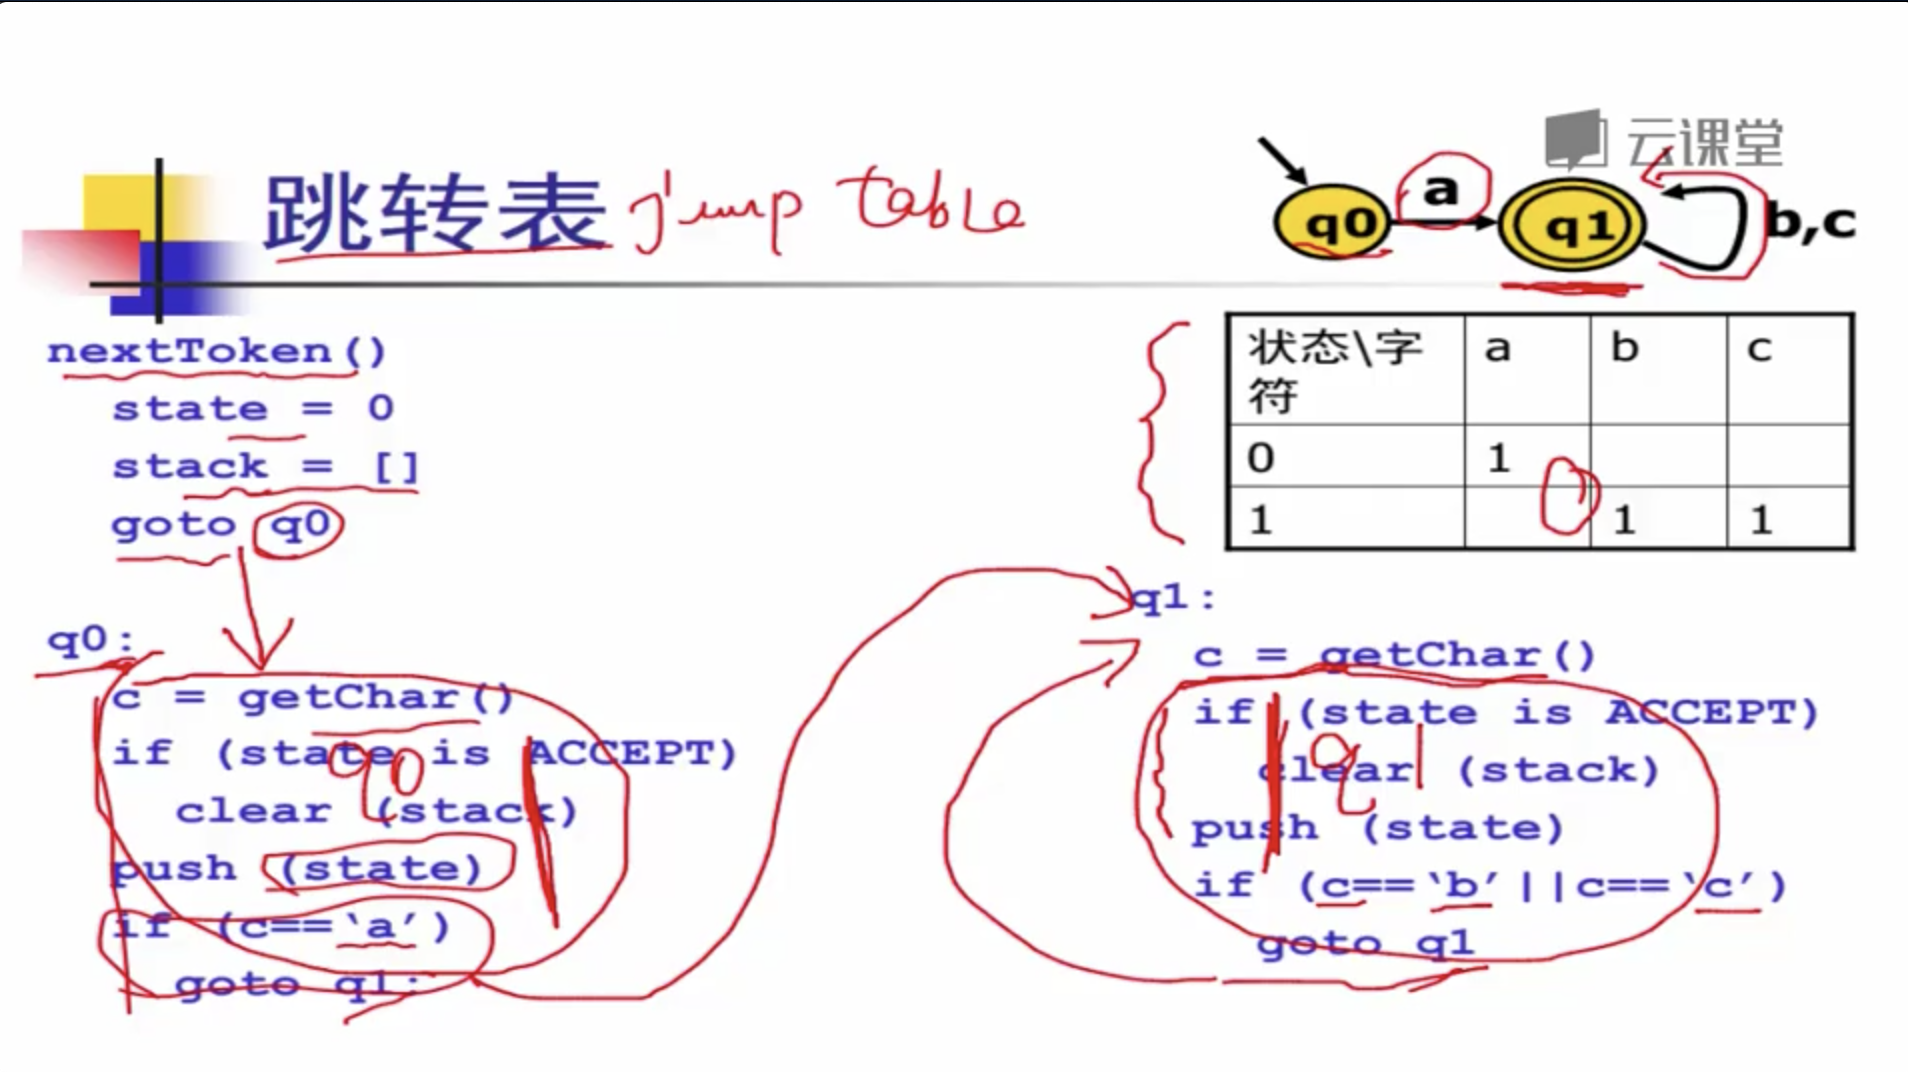 云课堂
跳转表 jump table
q0 a q1 b,c
nextToken()
state = 0
stack = []
goto q0
状态\字符 a b c
0 1
1 1 1
q0:
c = getChar()
if (state is ACCEPT)
clear (stack)
push (state)
if (c==‘a’)
goto q1:
q0
q1:
c = getChar()
if (state is ACCEPT)
clear (stack)
push (state)
if (c==‘b’||c==‘c’)
goto q1
q1